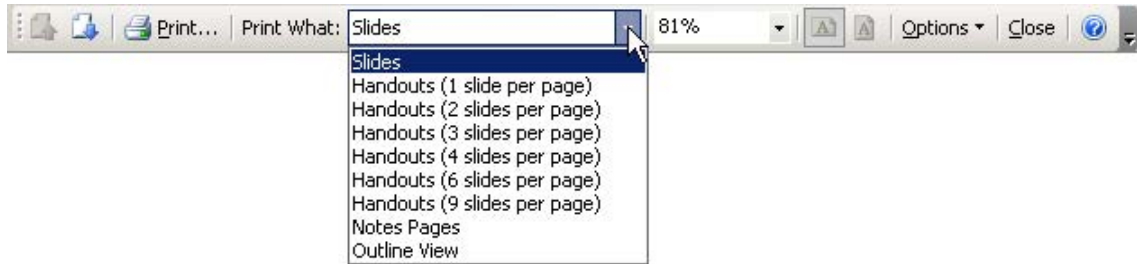 Print... Print What: Slides 81% A A Options Close ?
Slides
Handouts (1 slide per page)
Handouts (2 slides per page)
Handouts (3 slides per page)
Handouts (4 slides per page)
Handouts (6 slides per page)
Handouts (9 slides per page)
Notes Pages
Outline View